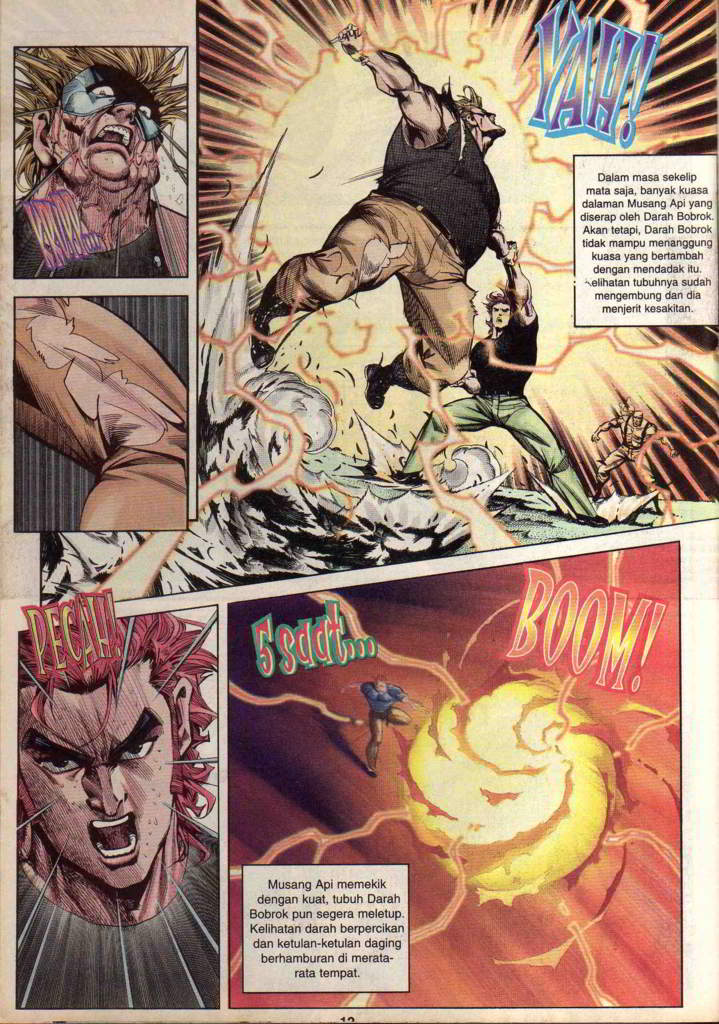 YAH!
Dalam masa sekelip
mata saja, banyak kuasa
dalaman Musang Api yang
diserap oleh Darah Bobrok.
Akan tetapi, Darah Bobrok
tidak mampu menanggung
kuasa yang bertambah
dengan mendadak itu.
Kelihatan tubuhnya sudah
mengembung dan dia
menjerit kesakitan.
PECAH!
Ssddt...
BOOM!
Musang Api memekik
dengan kuat, tubuh Darah
Bobrok pun segera meletup.
Kelihatan darah berpercikan
dan ketulan-ketulan daging
berhamburan di merata-
rata tempat.